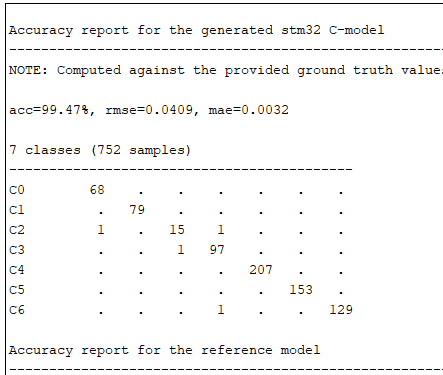 Accuracy report for the generated stm32 C-model
------------------------------------------------------
NOTE: Computed against the provided ground truth values
acc=99.47%, rmse=0.0409, mae=0.0032
7 classes (752 samples)
-------------------------------------------
C0 68 . . . . . .
C1 . 79 . . . . .
C2 1 . 15 1 . . .
C3 . . 1 97 . . .
C4 . . . . 207 . .
C5 . . . . . 153 .
C6 . . . 1 . . 129
Accuracy report for the reference model
------------------------------------------------------